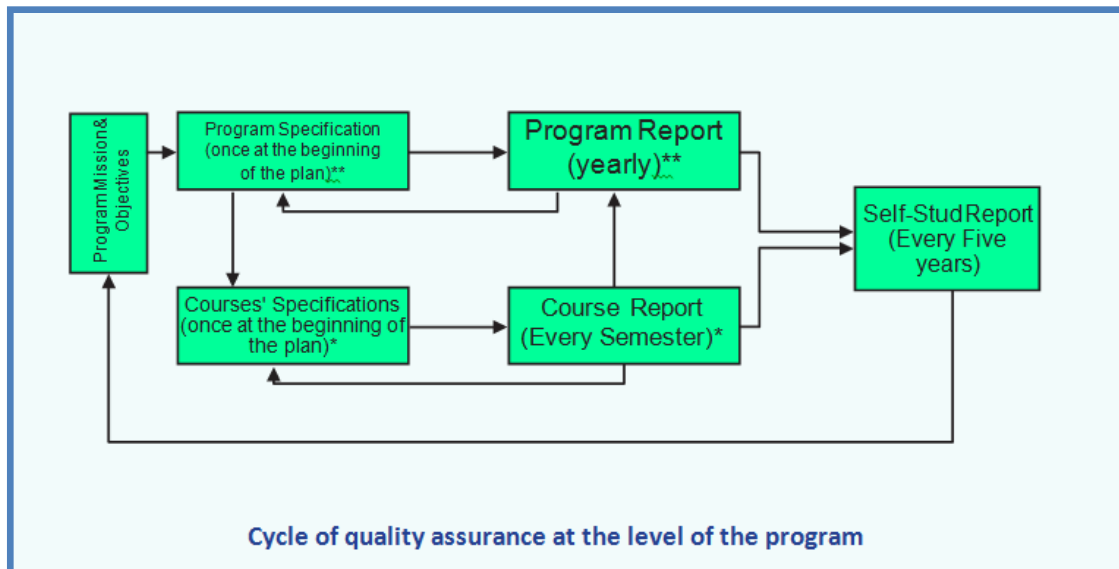 Program Mission&
Objectives
Program Specification
(once at the beginning
of the plan)**
Program Report
(yearly)**
Self-Stud Report
(Every Five
years)
Courses' Specifications
(once at the beginning of
the plan)*
Course Report
(Every Semester)*
Cycle of quality assurance at the level of the program